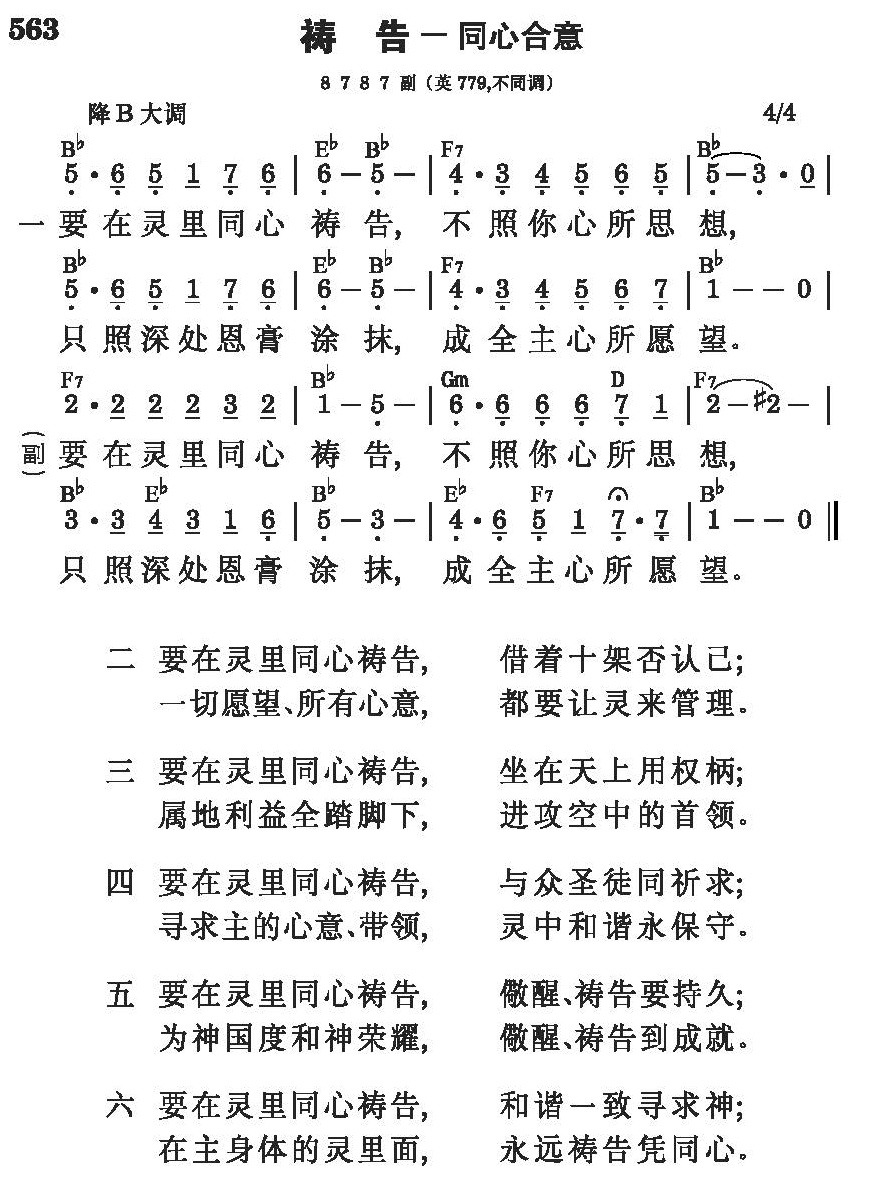 563
祷 告 — 同心合意
8 7 8 7 副（英 779,不同调）
降 B 大调 4/4
B♭ E♭ B♭ F7 B♭
5 · 6 5 1 7 6 | 6 – 5 – | 4 · 3 4 5 6 5 | 5 – 3 · 0 |
一 要 在 灵 里 同 心 祷 告, 不 照 你 心 所 思 想,
B♭ E♭ B♭ F7 B♭
5 · 6 5 1 7 6 | 6 – 5 – | 4 · 3 4 5 6 7 | 1 – – 0 |
只 照 深 处 恩 膏 涂 抹, 成 全 主 心 所 愿 望。
F7 B♭ Gm D F7
2 · 2 2 2 3 2 | 1 – 5 – | 6 · 6 6 6 7 1 | 2 – ♯2 – |
(副) 要 在 灵 里 同 心 祷 告, 不 照 你 心 所 思 想,
B♭ E♭ B♭ E♭ F7 B♭
3 · 3 4 3 1 6 | 5 – 3 – | 4 · 6 5 1 7 · 7 | 1 – – 0 ‖
只 照 深 处 恩 膏 涂 抹, 成 全 主 心 所 愿 望。
二 要在灵里同心祷告, 借着十架否认己;
一切愿望、所有心意, 都要让灵来管理。
三 要在灵里同心祷告, 坐在天上用权柄;
属地利益全踏脚下, 进攻空中的首领。
四 要在灵里同心祷告, 与众圣徒同祈求;
寻求主的心意、带领, 灵中和谐永保守。
五 要在灵里同心祷告, 儆醒、祷告要持久;
为神国度和神荣耀, 儆醒、祷告到成就。
六 要在灵里同心祷告, 和谐一致寻求神;
在主身体的灵里面, 永远祷告凭同心。